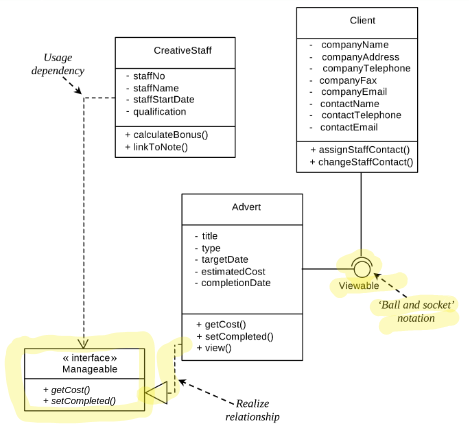 Client
- companyName
- companyAddress
- companyTelephone
- companyFax
- companyEmail
- contactName
- contactTelephone
- contactEmail
+ assignStaffContact()
+ changeStaffContact()
Usage
dependency
CreativeStaff
- staffNo
- staffName
- staffStartDate
- qualification
+ calculateBonus()
+ linkToNote()
Advert
- title
- type
- targetDate
- estimatedCost
- completionDate
+ getCost()
+ setCompleted()
+ view()
Viewable
‘Ball and socket’
notation
« interface»
Manageable
+ getCost()
+ setCompleted()
Realize
relationship